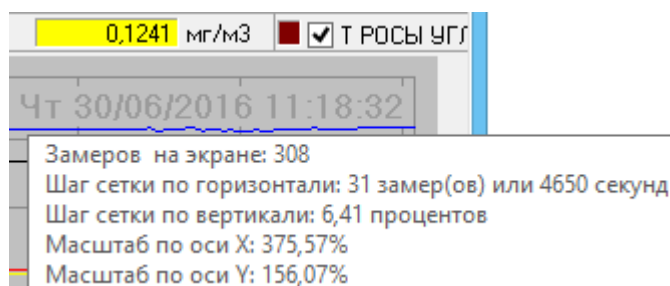 0,1241 мг/м3 Т РОСЫ УГЛ
Чт 30/06/2016 11:18:32
Замеров на экране: 308
Шаг сетки по горизонтали: 31 замер(ов) или 4650 секунд
Шаг сетки по вертикали: 6,41 процентов
Масштаб по оси X: 375,57%
Масштаб по оси Y: 156,07%